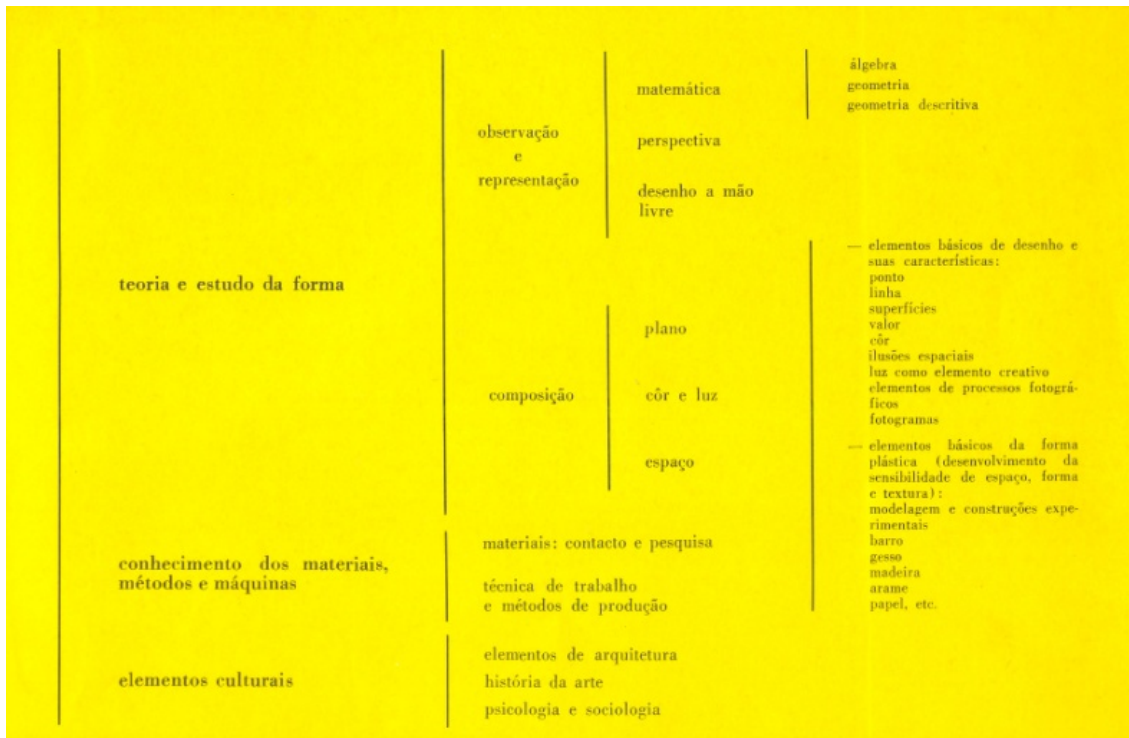 teoria e estudo da forma
observação
e
representação
matemática
álgebra
geometria
geometria descritiva
perspectiva
desenho a mão
livre
composição
plano
côr e luz
espaço
— elementos básicos de desenho e
suas características:
ponto
linha
superfícies
valor
côr
ilusões espaciais
luz como elemento creativo
elementos de processos fotográ-
ficos
fotogramas
— elementos básicos da forma
plástica (desenvolvimento da
sensibilidade de espaço, forma
e textura):
modelagem e construções expe-
rimentais
barro
gesso
madeira
arame
papel, etc.
conhecimento dos materiais,
métodos e máquinas
materiais: contacto e pesquisa
técnica de trabalho
e métodos de produção
elementos culturais
elementos de arquitetura
história da arte
psicologia e sociologia